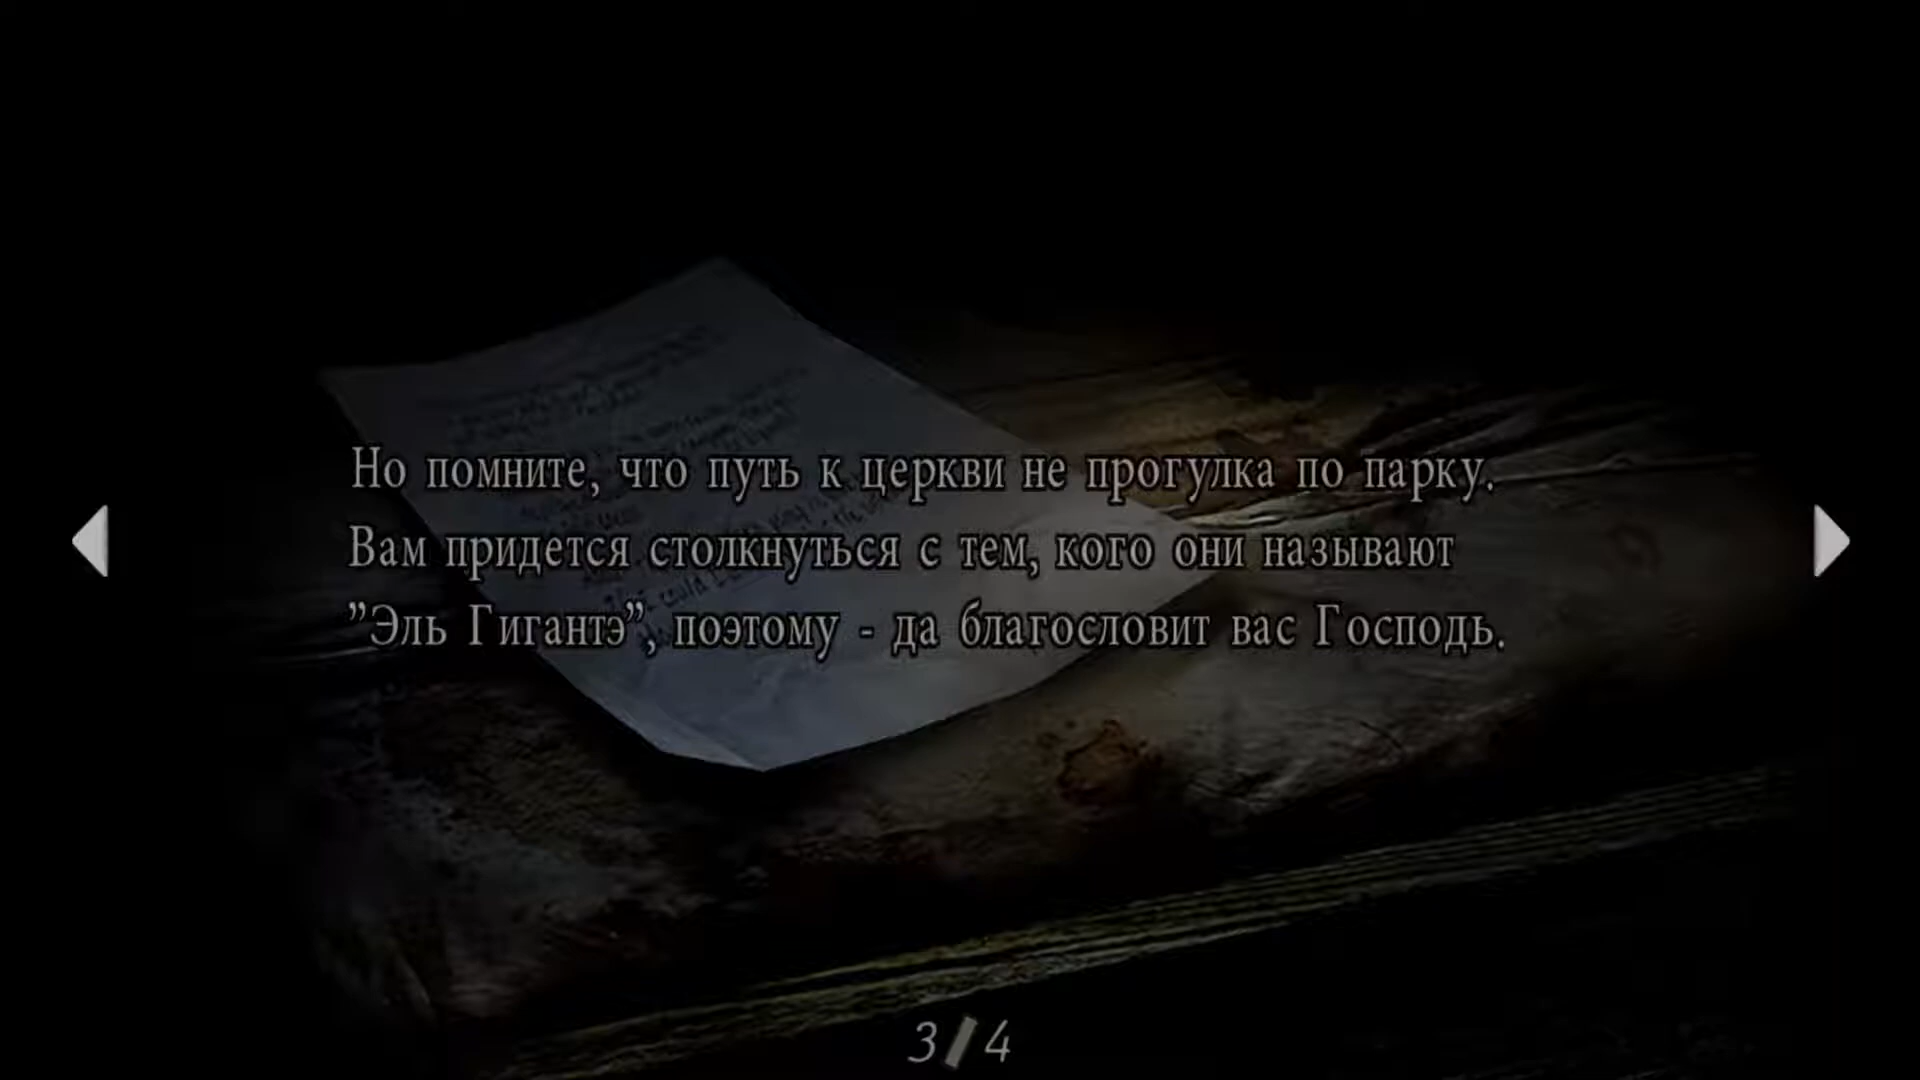 Но помните, что путь к церкви не прогулка по парку.
Вам придется столкнуться с тем, кого они называют
"Эль Гигантэ", поэтому - да благословит вас Господь.
3/4